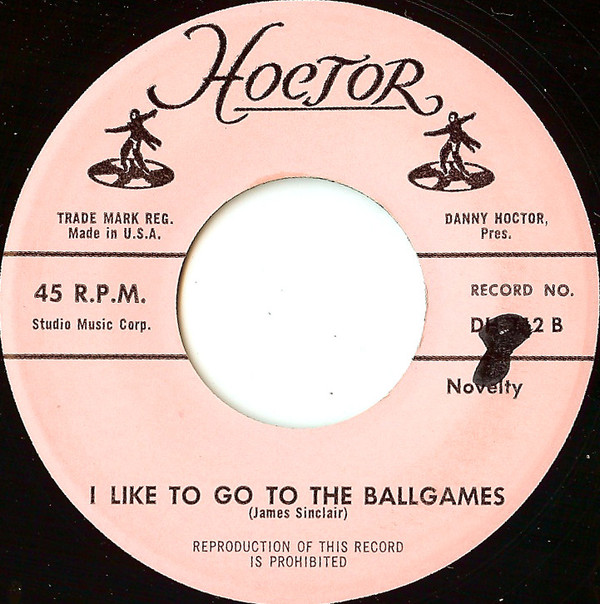 Hoctor
TRADE MARK REG.
Made in U.S.A.
DANNY HOCTOR,
Pres.
45 R.P.M.
Studio Music Corp.
RECORD NO.
2 B
Novelty
I LIKE TO GO TO THE BALLGAMES
(James Sinclair)
REPRODUCTION OF THIS RECORD
IS PROHIBITED